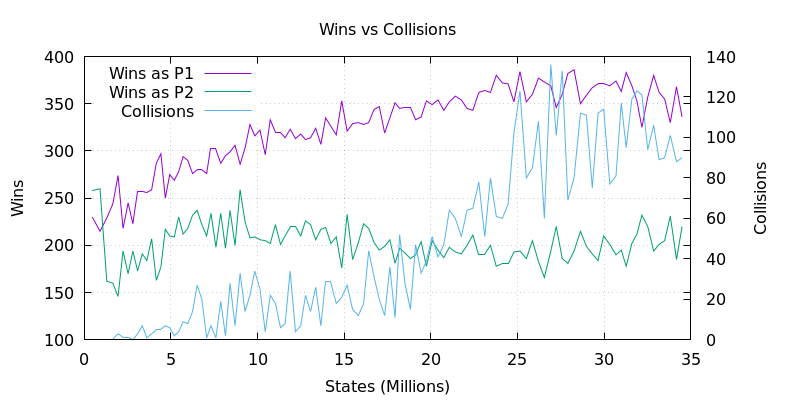 Wins vs Collisions
400
350
300
250
200
150
100
140
120
100
80
60
40
20
0
Wins as P1
Wins as P2
Collisions
Wins
Collisions
0 5 10 15 20 25 30 35
States (Millions)